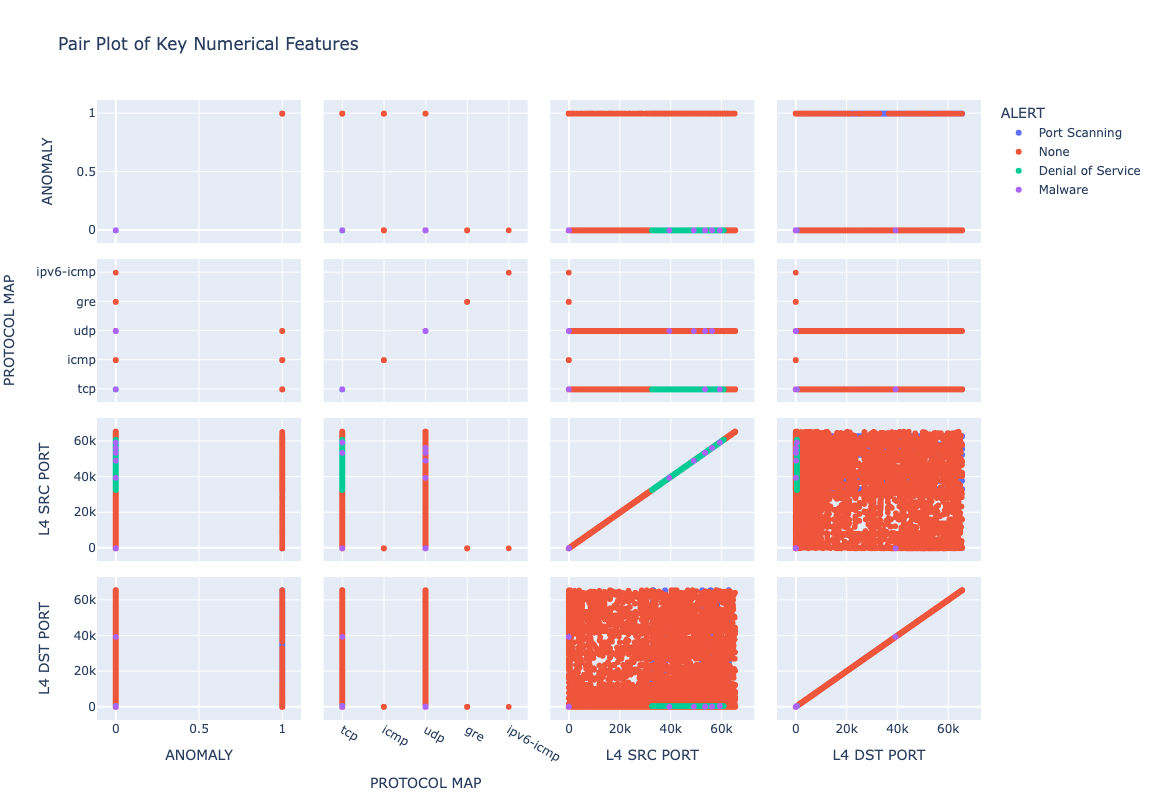 Pair Plot of Key Numerical Features
ALERT
Port Scanning
None
Denial of Service
Malware
ANOMALY
1
0.5
0
PROTOCOL MAP
ipv6-icmp
gre
udp
icmp
tcp
L4 SRC PORT
60k
40k
20k
0
L4 DST PORT
60k
40k
20k
0
0 0.5 1
tcp icmp udp gre ipv6-icmp
0 20k 40k 60k
0 20k 40k 60k
ANOMALY
PROTOCOL MAP
L4 SRC PORT
L4 DST PORT